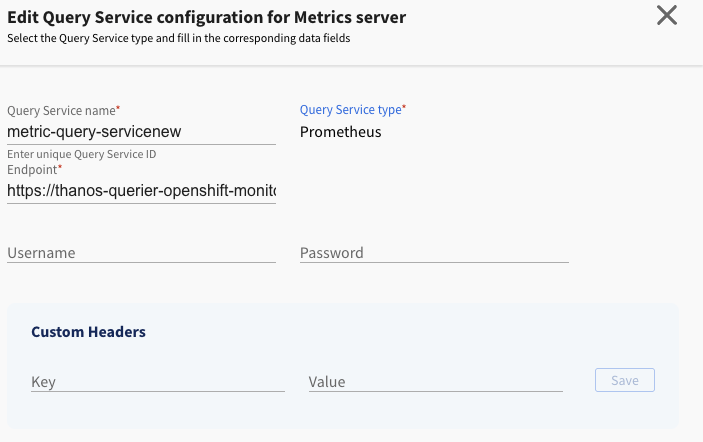 Edit Query Service configuration for Metrics server
Select the Query Service type and fill in the corresponding data fields
Query Service name*
Query Service type*
metric-query-servicenew
Prometheus
Enter unique Query Service ID
Endpoint*
https://thanos-querier-openshift-monito
Username
Password
Custom Headers
Key
Value
Save